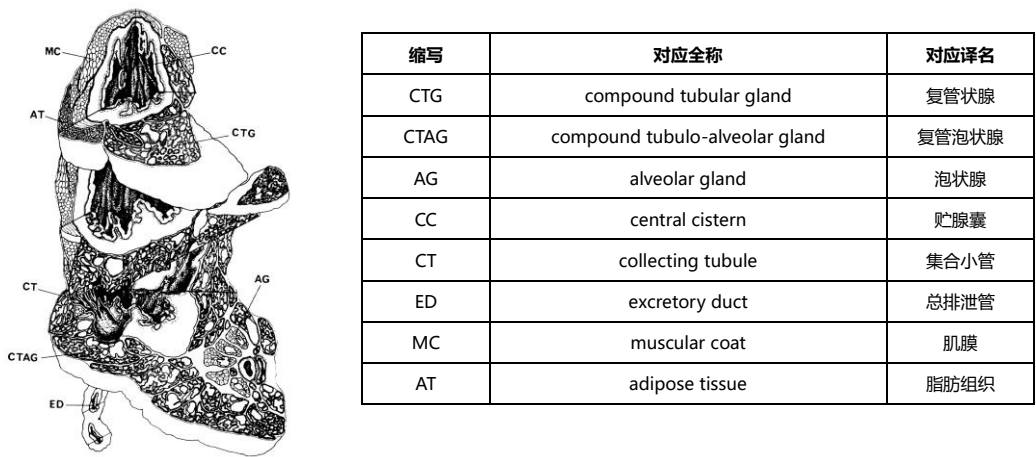 MC
CC
AT
CTG
CT
AG
CTAG
ED
缩写 对应全称 对应译名
CTG compound tubular gland 复管状腺
CTAG compound tubulo-alveolar gland 复管泡状腺
AG alveolar gland 泡状腺
CC central cistern 贮腺囊
CT collecting tubule 集合小管
ED excretory duct 总排泄管
MC muscular coat 肌膜
AT adipose tissue 脂肪组织